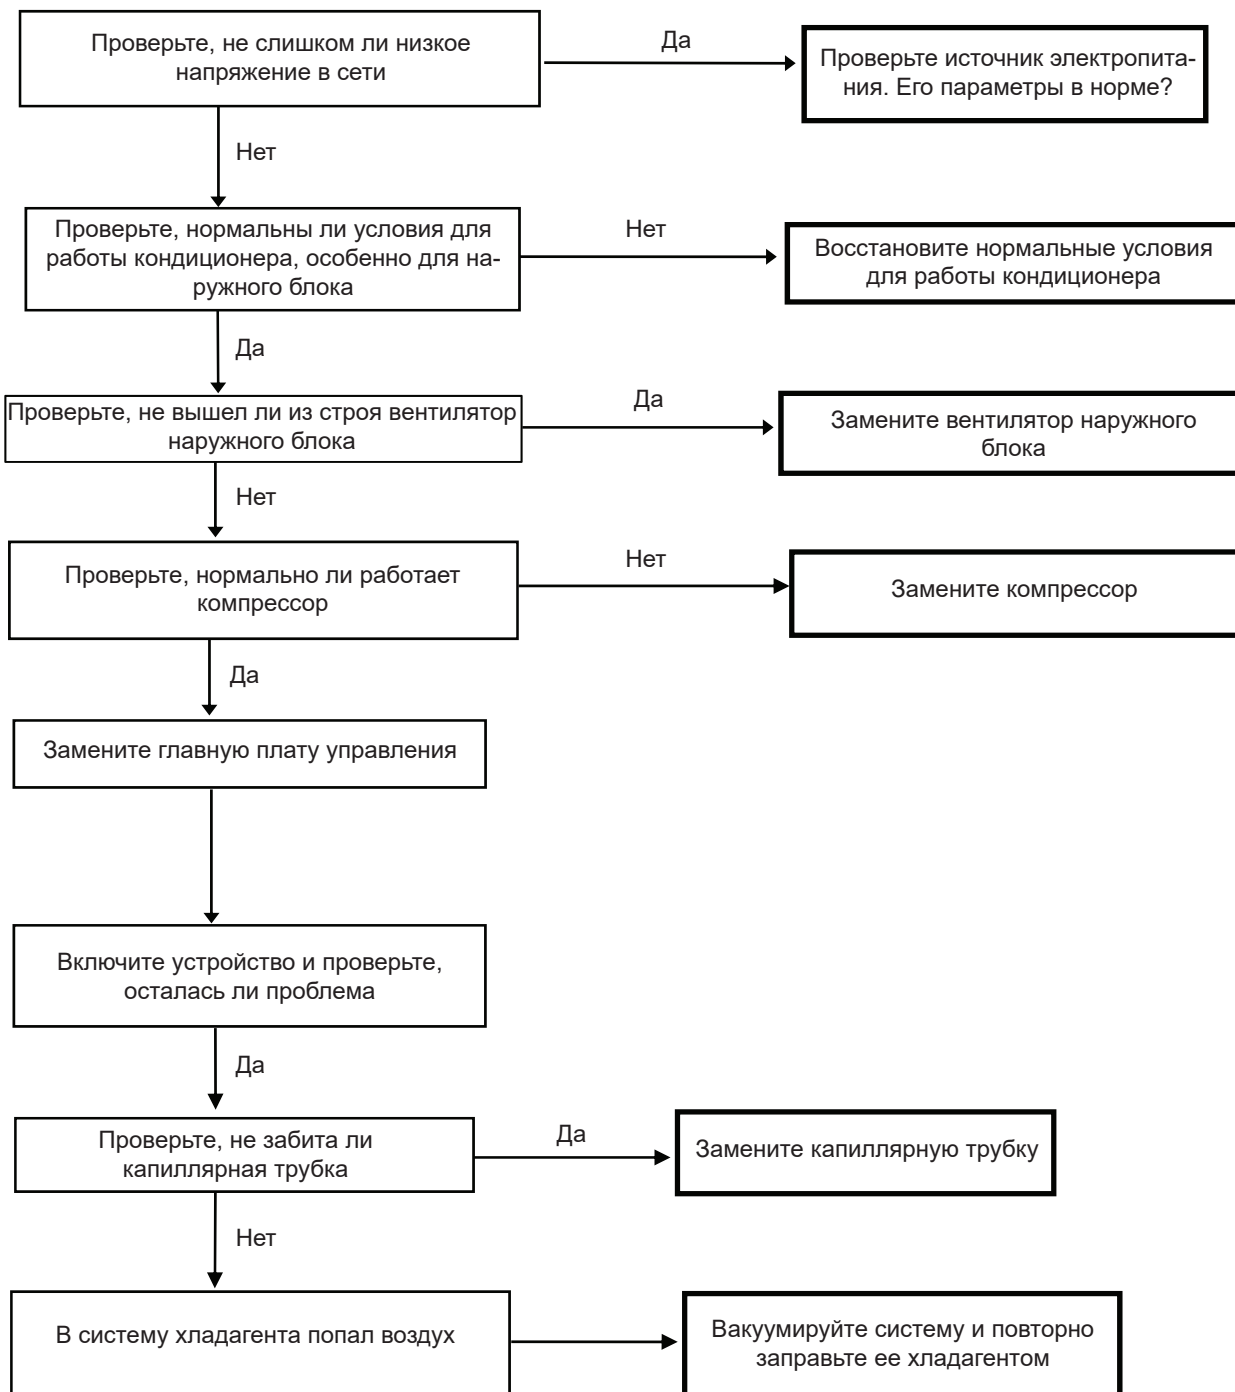 Проверьте, не слишком ли низкое
напряжение в сети
Да
Проверьте источник электропита-
ния. Его параметры в норме?
Нет
Проверьте, нормальны ли условия для
работы кондиционера, особенно для на-
ружного блока
Нет
Восстановите нормальные условия
для работы кондиционера
Да
Проверьте, не вышел ли из строя вентилятор
наружного блока
Да
Замените вентилятор наружного
блока
Нет
Проверьте, нормально ли работает
компрессор
Нет
Замените компрессор
Да
Замените главную плату управления
Включите устройство и проверьте,
осталась ли проблема
Да
Проверьте, не забита ли
капиллярная трубка
Да
Замените капиллярную трубку
Нет
В систему хладагента попал воздух
Вакуумируйте систему и повторно
заправьте ее хладагентом